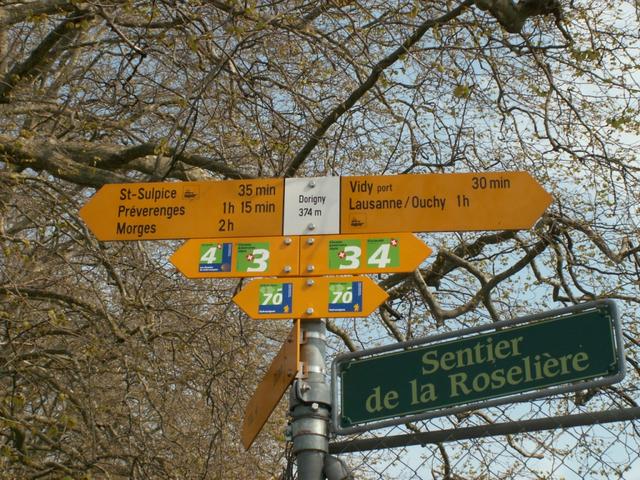 St-Sulpice 35 min
Préverenges 1h 15 min
Morges 2h
Dorigny
374 m
Vidy port 30 min
Lausanne/Ouchy 1h
4 3
3 4
70
70
Sentier
de la Roselière